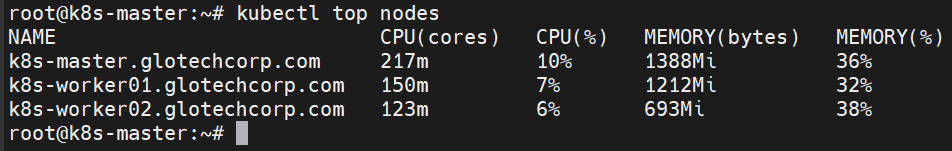 root@k8s-master:~# kubectl top nodes
NAME                         CPU(cores)   CPU(%)   MEMORY(bytes)   MEMORY(%)
k8s-master.glotechcorp.com     217m         10%      1388Mi          36%
k8s-worker01.glotechcorp.com   150m         7%       1212Mi          32%
k8s-worker02.glotechcorp.com   123m         6%       693Mi           38%
root@k8s-master:~#